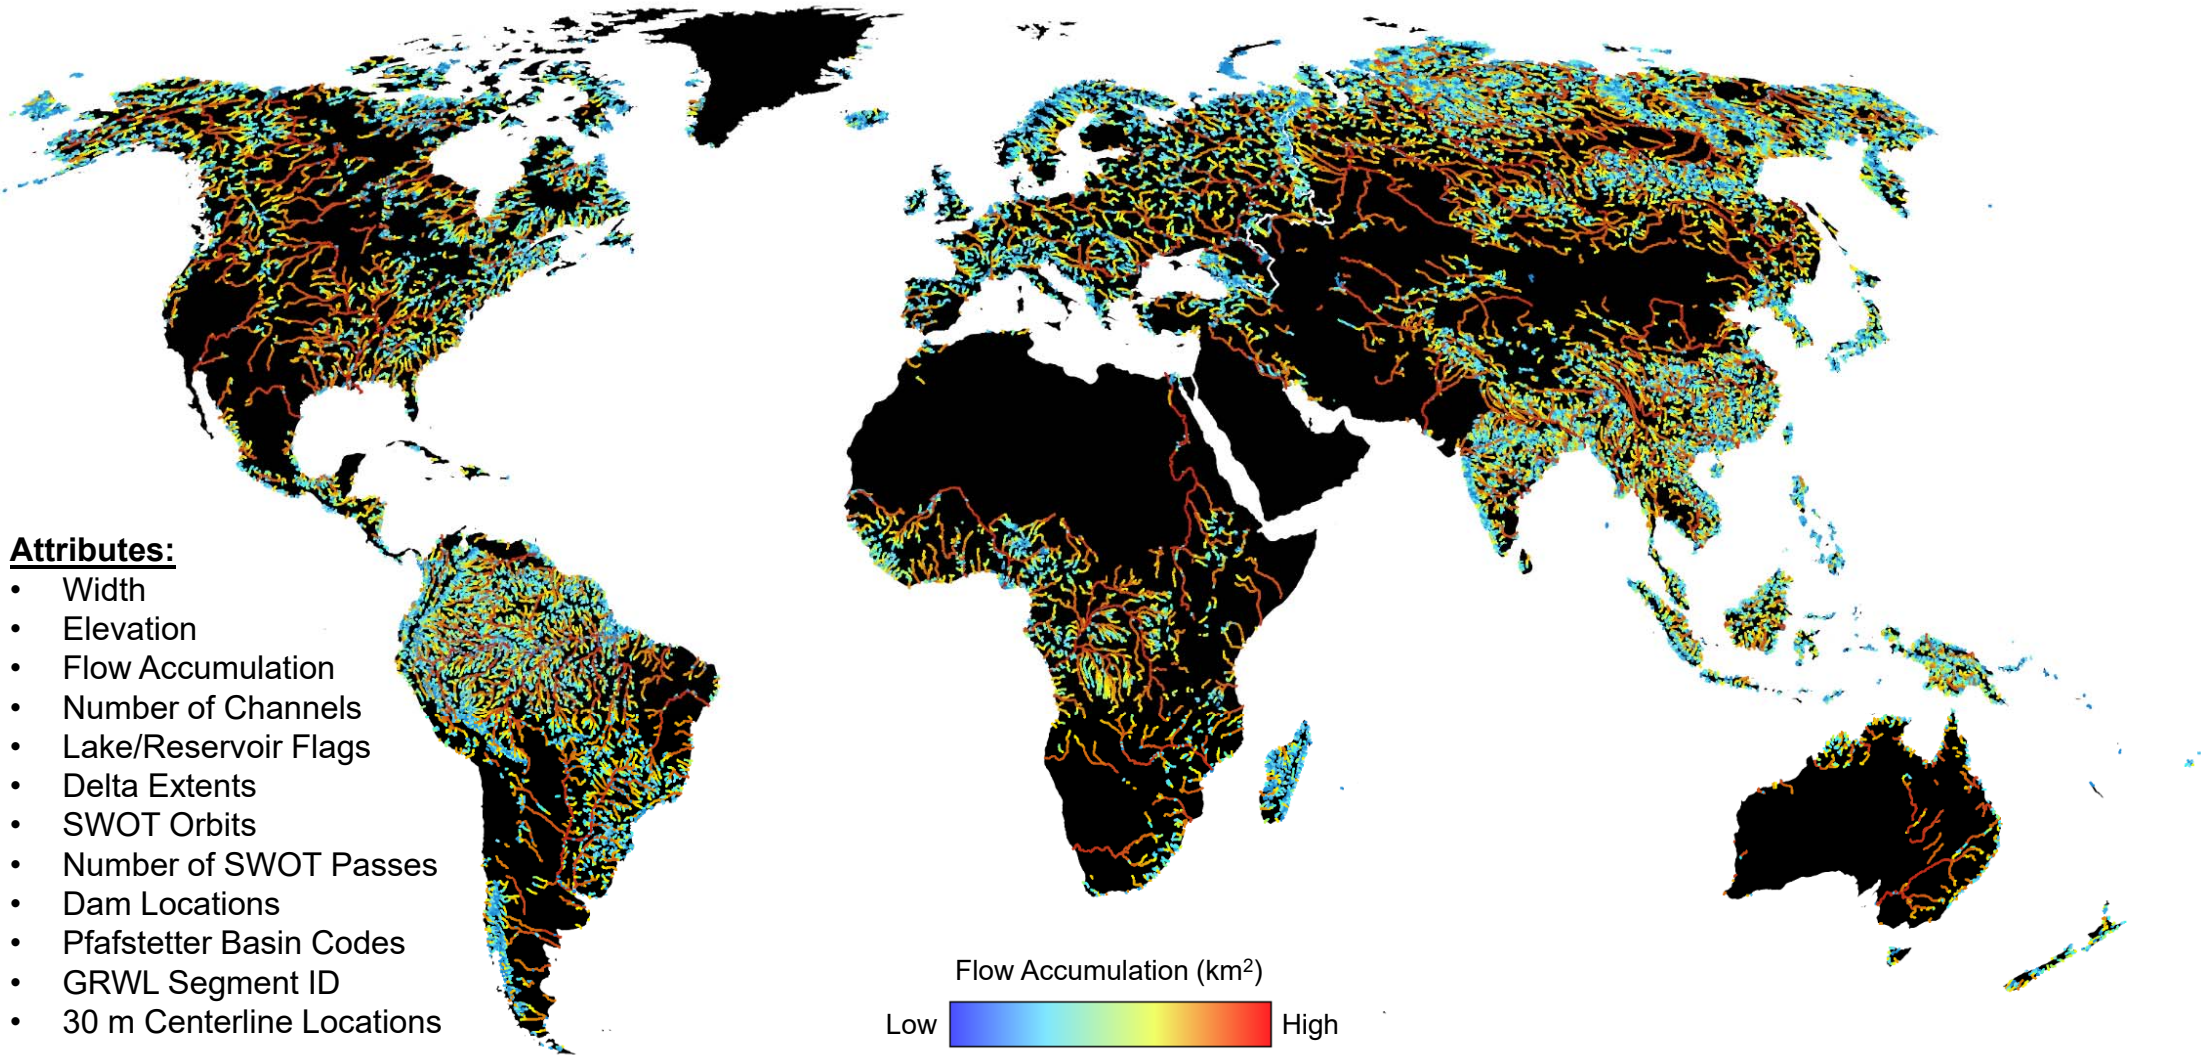 Attributes:
• Width
• Elevation
• Flow Accumulation
• Number of Channels
• Lake/Reservoir Flags
• Delta Extents
• SWOT Orbits
• Number of SWOT Passes
• Dam Locations
• Pfafstetter Basin Codes
• GRWL Segment ID
• 30 m Centerline Locations
Flow Accumulation (km²)
Low High